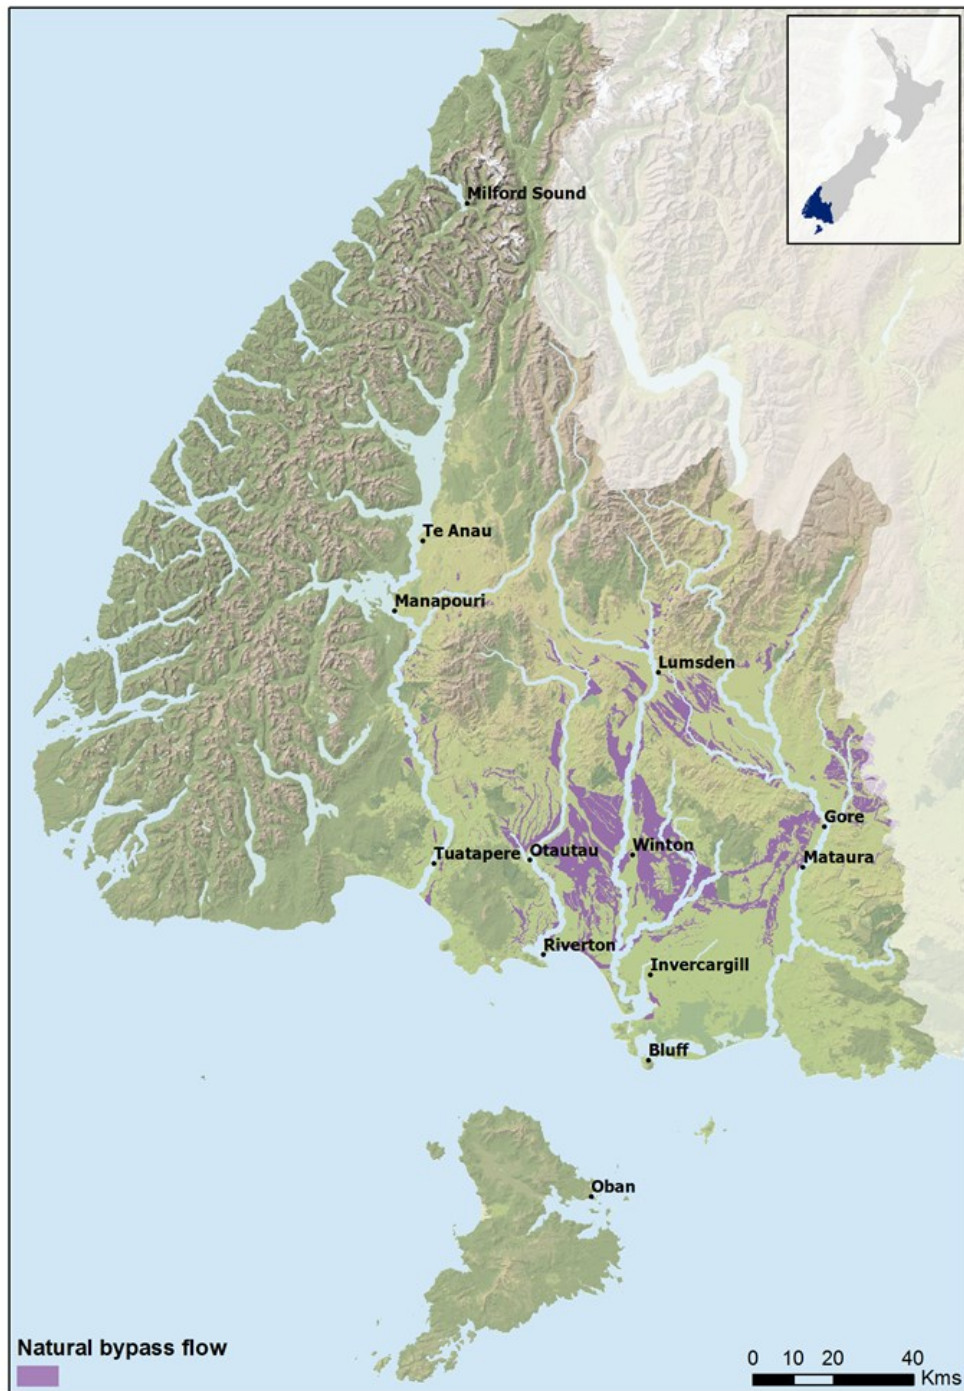 Milford Sound
Te Anau
Manapouri
Lumsden
Gore
Tuatapere
Otautau
Winton
Mataura
Riverton
Invercargill
Bluff
Oban
Natural bypass flow
0 10 20 40
Kms